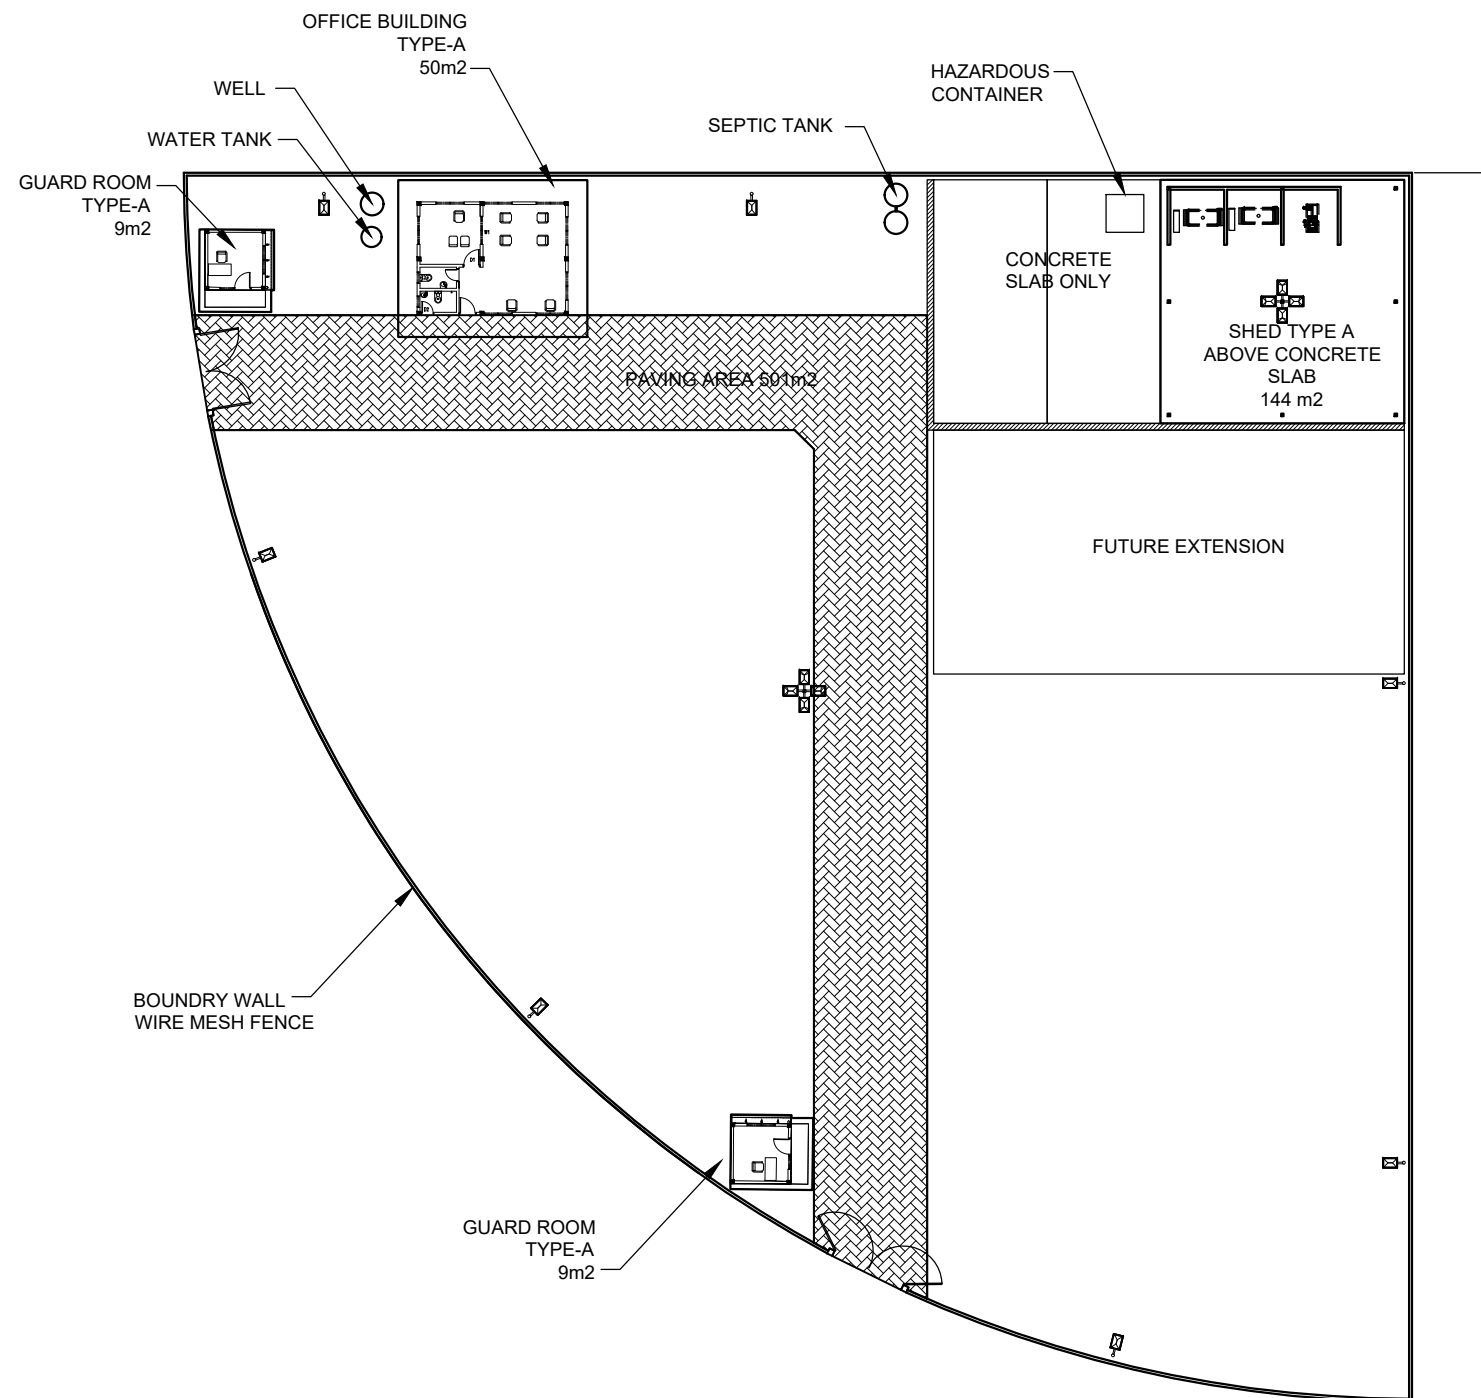 OFFICE BUILDING
TYPE-A
50m2
HAZARDOUS
CONTAINER
WELL
SEPTIC TANK
WATER TANK
GUARD ROOM
TYPE-A
9m2
CONCRETE
SLAB ONLY
SHED TYPE A
ABOVE CONCRETE
SLAB
144 m2
PAVING AREA 501m2
FUTURE EXTENSION
BOUNDRY WALL
WIRE MESH FENCE
GUARD ROOM
TYPE-A
9m2